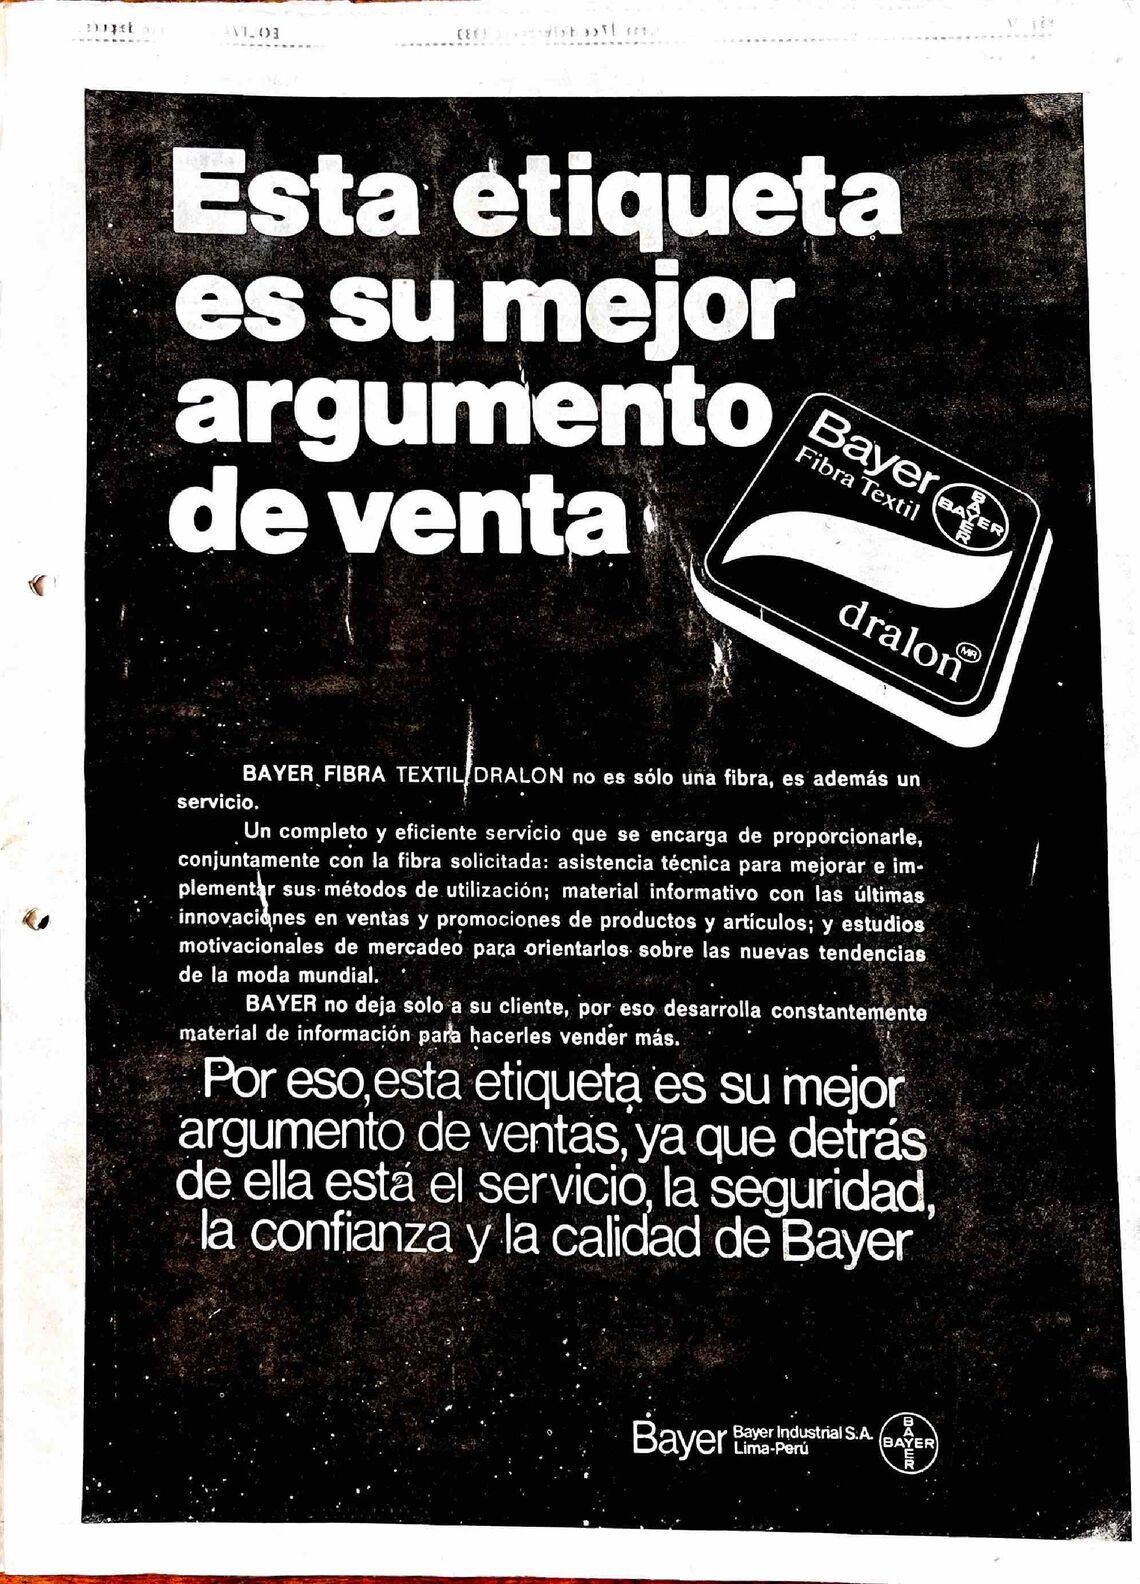 Esta etiqueta
es su mejor
argumento
de venta
Bayer
Fibra Textil
BAYER
BAYER
dralon MR
BAYER FIBRA TEXTIL DRALON no es sólo una fibra, es además un
servicio.
Un completo y eficiente servicio que se encarga de proporcionarle,
conjuntamente con la fibra solicitada: asistencia técnica para mejorar e im-
plementar sus métodos de utilización; material informativo con las últimas
innovaciones en ventas y promociones de productos y artículos; y estudios
motivacionales de mercadeo para orientarlos sobre las nuevas tendencias
de la moda mundial.
BAYER no deja solo a su cliente, por eso desarrolla constantemente
material de información para hacerles vender más.
Por eso, esta etiqueta es su mejor
argumento de ventas, ya que detrás
de ella está el servicio, la seguridad,
la confianza y la calidad de Bayer
Bayer Bayer Industrial S.A.
Lima-Perú
BAYER
BAYER